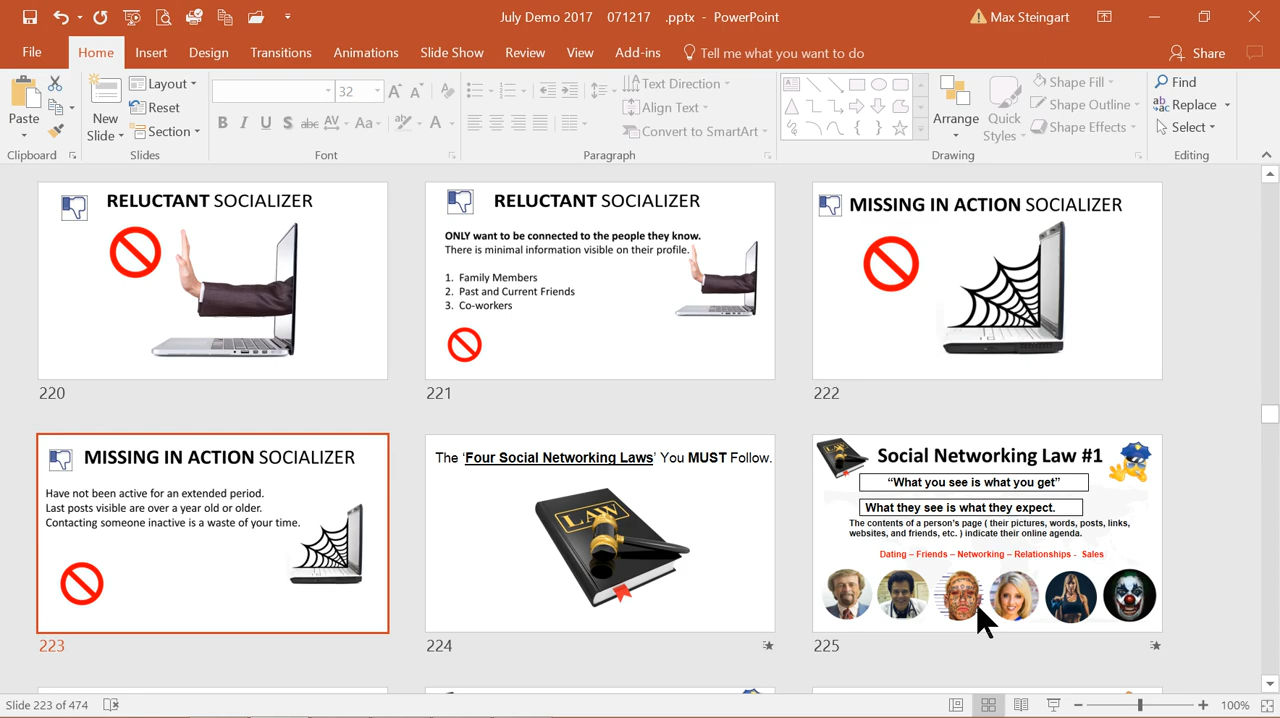 July Demo 2017    071217    .pptx  -  PowerPoint
Max Steingart
File
Home
Insert
Design
Transitions
Animations
Slide Show
Review
View
Add-ins
Tell me what you want to do
Share
Paste
New
Slide
Layout
Reset
Section
32
B
I
U
S
abc
AV
Aa
A
Text Direction
Align Text
Convert to SmartArt
Arrange
Quick
Styles
Shape Fill
Shape Outline
Shape Effects
Find
Replace
Select
Clipboard
Slides
Font
Paragraph
Drawing
Editing
RELUCTANT SOCIALIZER
220
RELUCTANT SOCIALIZER
ONLY want to be connected to the people they know.
There is minimal information visible on their profile.
1. Family Members
2. Past and Current Friends
3. Co-workers
221
MISSING IN ACTION SOCIALIZER
222
MISSING IN ACTION SOCIALIZER
Have not been active for an extended period.
Last posts visible are over a year old or older.
Contacting someone inactive is a waste of your time.
223
The ‘Four Social Networking Laws’ You MUST Follow.
LAW
224
Social Networking Law #1
“What you see is what you get”
What they see is what they expect.
The contents of a person’s page ( their pictures, words, posts, links,
websites, and friends, etc. ) indicate their online agenda.
Dating – Friends – Networking – Relationships - Sales
225
Slide 223 of 474
100%